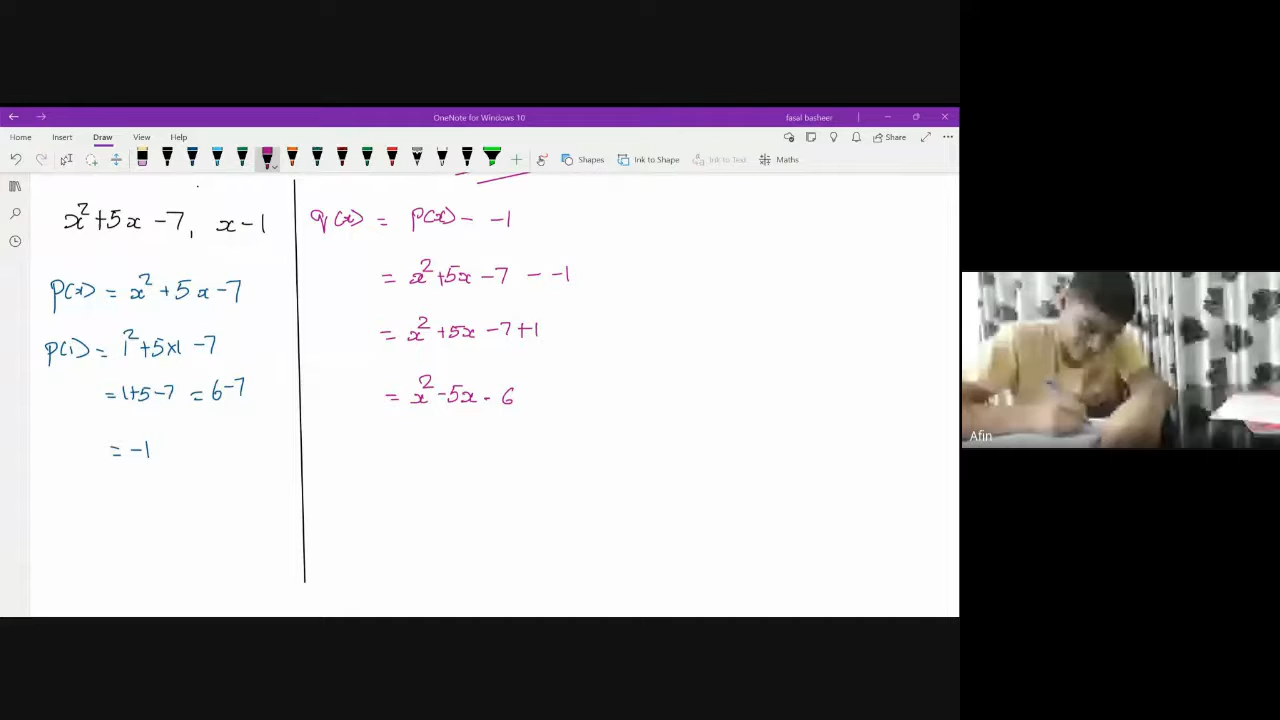 OneNote for Windows 10
fasal basheer
Home Insert Draw View Help
Share
Shapes Ink to Shape Ink to Text Maths
x² + 5x - 7, x - 1
p(x) = x² + 5x - 7
p(1) = 1² + 5x1 - 7
= 1+5-7 = 6-7
= -1
q(x) = p(x) - -1
= x² + 5x - 7 - -1
= x² + 5x - 7 + 1
= x² - 5x - 6
Afin